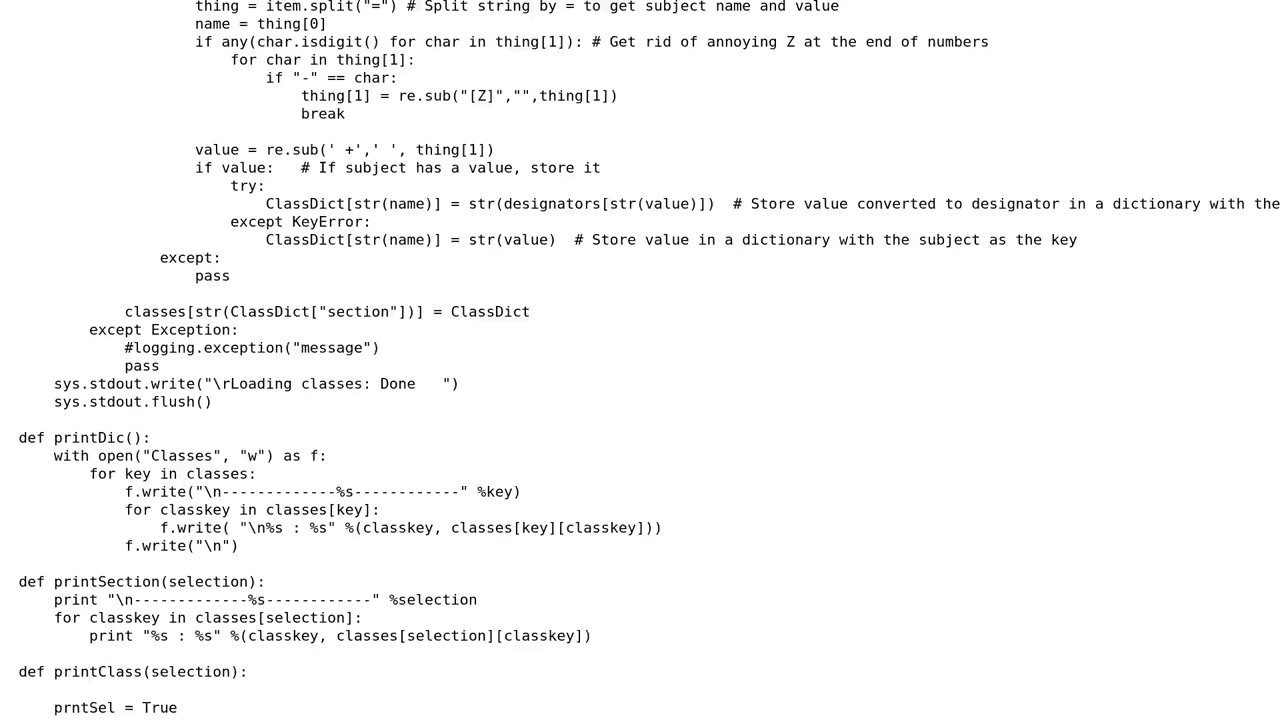 thing = item.split("=") # Split string by = to get subject name and value
name = thing[0]
if any(char.isdigit() for char in thing[1]): # Get rid of annoying Z at the end of numbers
for char in thing[1]:
if "-" == char:
thing[1] = re.sub("[Z]","",thing[1])
break
value = re.sub(' +',' ', thing[1])
if value:   # If subject has a value, store it
try:
ClassDict[str(name)] = str(designators[str(value)])  # Store value converted to designator in a dictionary with the
except KeyError:
ClassDict[str(name)] = str(value)  # Store value in a dictionary with the subject as the key
except:
pass
classes[str(ClassDict["section"])] = ClassDict
except Exception:
#logging.exception("message")
pass
sys.stdout.write("\rLoading classes: Done   ")
sys.stdout.flush()
def printDic():
with open("Classes", "w") as f:
for key in classes:
f.write("\n-------------%s------------" %key)
for classkey in classes[key]:
f.write( "\n%s : %s" %(classkey, classes[key][classkey]))
f.write("\n")
def printSection(selection):
print "\n-------------%s------------" %selection
for classkey in classes[selection]:
print "%s : %s" %(classkey, classes[selection][classkey])
def printClass(selection):
prntSel = True